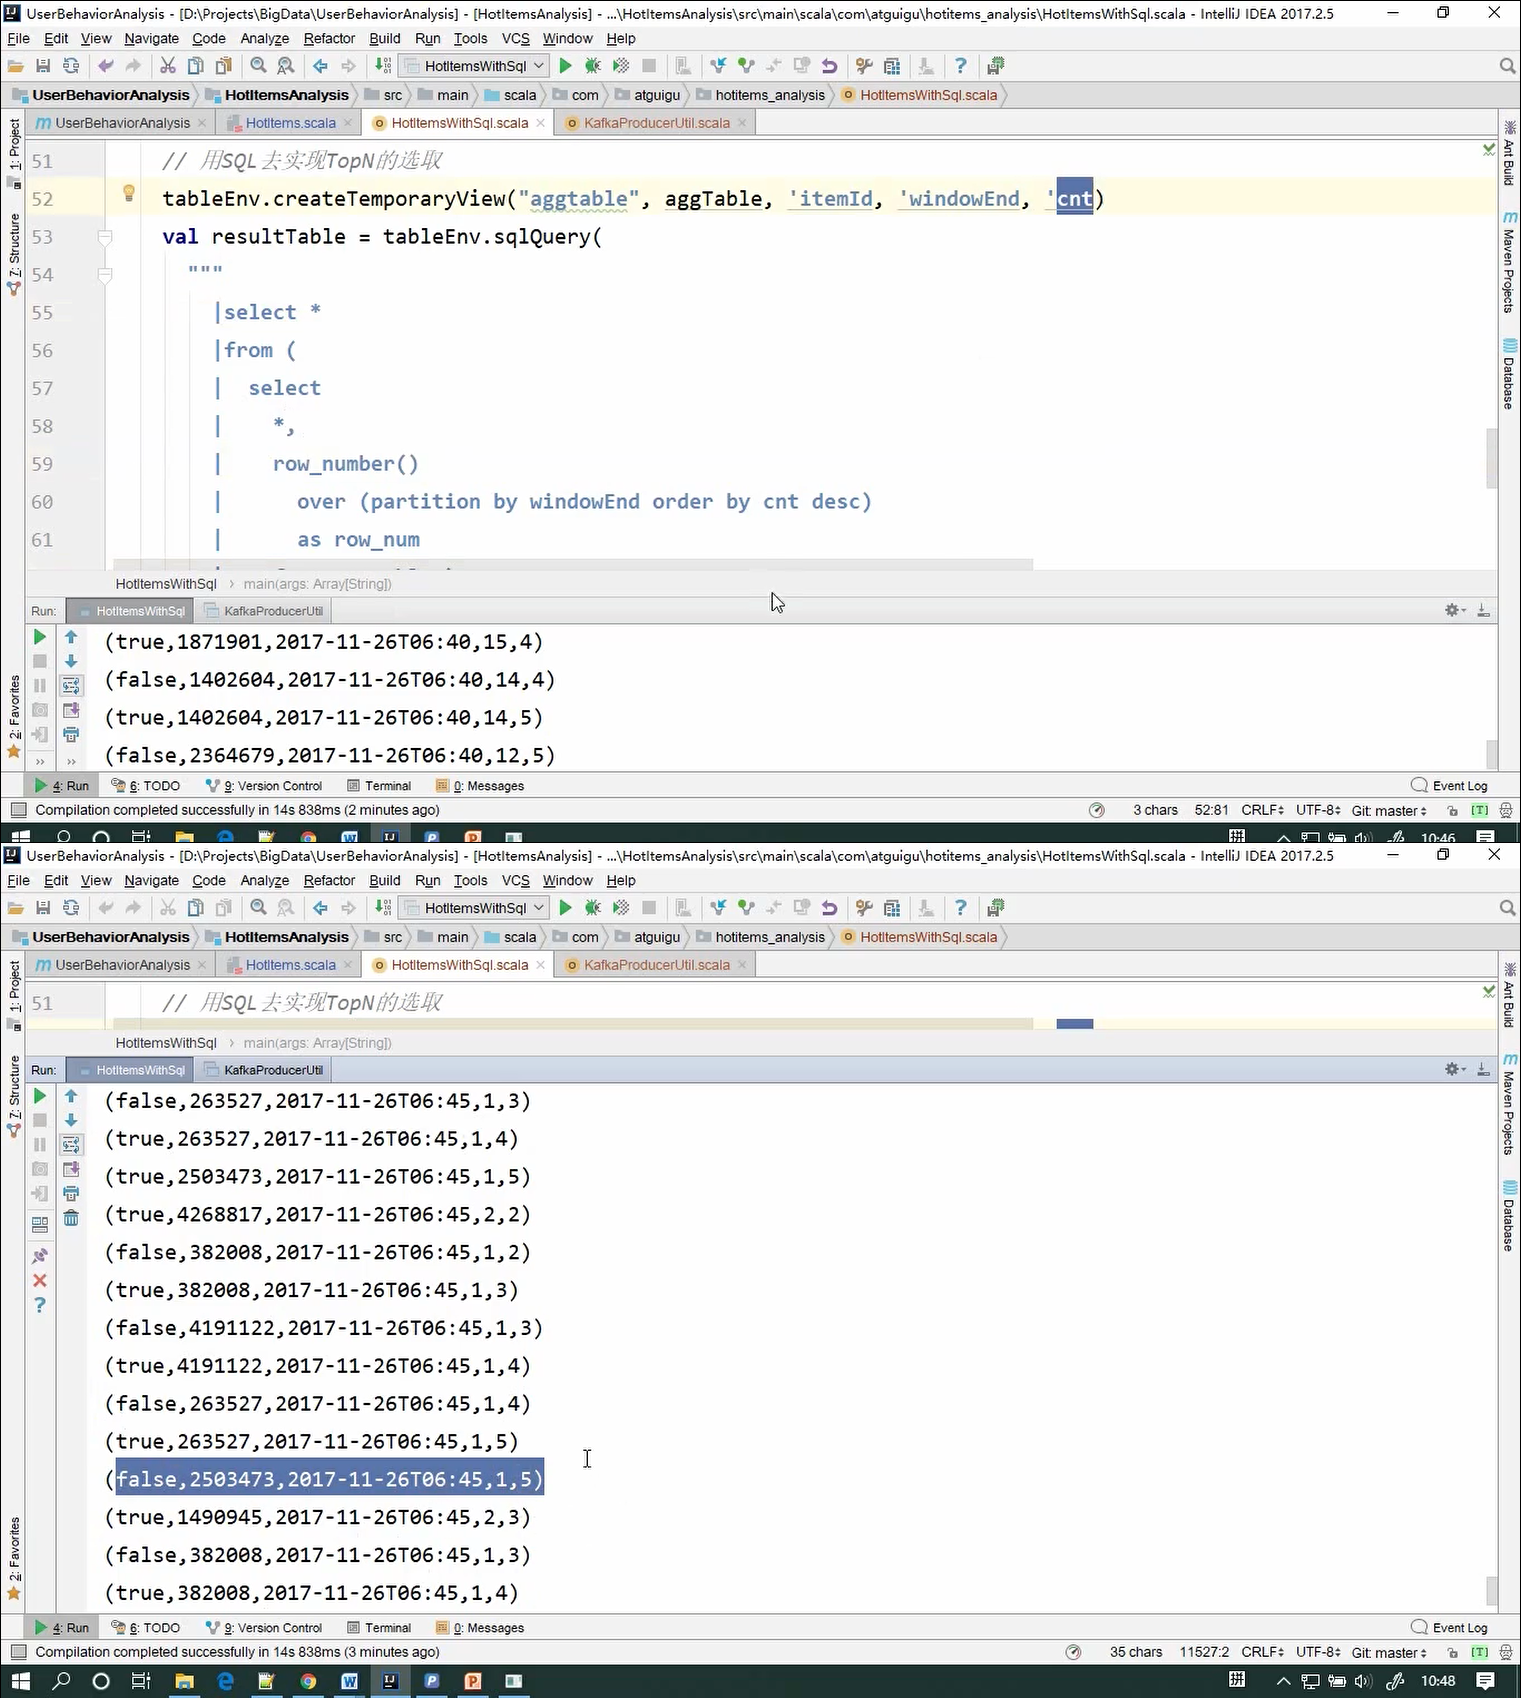 UserBehaviorAnalysis - [D:\Projects\BigData\UserBehaviorAnalysis] - [HotItemsAnalysis] - ...\HotItemsAnalysis\src\main\scala\com\atguigu\hotitems_analysis\HotItemsWithSql.scala - IntelliJ IDEA 2017.2.5
File Edit View Navigate Code Analyze Refactor Build Run Tools VCS Window Help
HotItemsWithSql
UserBehaviorAnalysis HotItemsAnalysis src main scala com atguigu hotitems_analysis HotItemsWithSql.scala
UserBehaviorAnalysis HotItems.scala HotItemsWithSql.scala KafkaProducerUtil.scala
1: Project
7: Structure
2: Favorites
Ant Build
Maven Projects
Database
51 // 用SQL去实现TopN的选取
52 tableEnv.createTemporaryView("aggtable", aggTable, 'itemId, 'windowEnd, 'cnt)
53 val resultTable = tableEnv.sqlQuery(
54 """
55 |select *
56 |from (
57 | select
58 | *,
59 | row_number()
60 | over (partition by windowEnd order by cnt desc)
61 | as row_num
HotItemsWithSql › main(args: Array[String])
Run: HotItemsWithSql KafkaProducerUtil
(true,1871901,2017-11-26T06:40,15,4)
(false,1402604,2017-11-26T06:40,14,4)
(true,1402604,2017-11-26T06:40,14,5)
(false,2364679,2017-11-26T06:40,12,5)
4: Run 6: TODO 9: Version Control Terminal 0: Messages Event Log
Compilation completed successfully in 14s 838ms (2 minutes ago) 3 chars 52:81 CRLF UTF-8 Git: master [T]
10:46
UserBehaviorAnalysis - [D:\Projects\BigData\UserBehaviorAnalysis] - [HotItemsAnalysis] - ...\HotItemsAnalysis\src\main\scala\com\atguigu\hotitems_analysis\HotItemsWithSql.scala - IntelliJ IDEA 2017.2.5
File Edit View Navigate Code Analyze Refactor Build Run Tools VCS Window Help
HotItemsWithSql
UserBehaviorAnalysis HotItemsAnalysis src main scala com atguigu hotitems_analysis HotItemsWithSql.scala
UserBehaviorAnalysis HotItems.scala HotItemsWithSql.scala KafkaProducerUtil.scala
1: Project
7: Structure
2: Favorites
Ant Build
Maven Projects
Database
51 // 用SQL去实现TopN的选取
HotItemsWithSql › main(args: Array[String])
Run: HotItemsWithSql KafkaProducerUtil
(false,263527,2017-11-26T06:45,1,3)
(true,263527,2017-11-26T06:45,1,4)
(true,2503473,2017-11-26T06:45,1,5)
(true,4268817,2017-11-26T06:45,2,2)
(false,382008,2017-11-26T06:45,1,2)
(true,382008,2017-11-26T06:45,1,3)
(false,4191122,2017-11-26T06:45,1,3)
(true,4191122,2017-11-26T06:45,1,4)
(false,263527,2017-11-26T06:45,1,4)
(true,263527,2017-11-26T06:45,1,5)
(false,2503473,2017-11-26T06:45,1,5)
(true,1490945,2017-11-26T06:45,2,3)
(false,382008,2017-11-26T06:45,1,3)
(true,382008,2017-11-26T06:45,1,4)
4: Run 6: TODO 9: Version Control Terminal 0: Messages Event Log
Compilation completed successfully in 14s 838ms (3 minutes ago) 35 chars 11527:2 CRLF UTF-8 Git: master [T]
拼 10:48